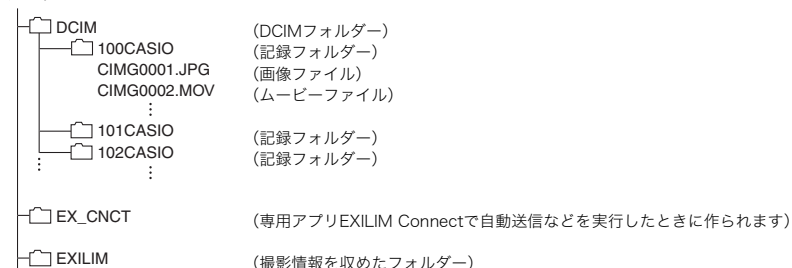 DCIM (DCIMフォルダー)
100CASIO (記録フォルダー)
CIMG0001.JPG (画像ファイル)
CIMG0002.MOV (ムービーファイル)
101CASIO (記録フォルダー)
102CASIO (記録フォルダー)
EX_CNCT (専用アプリEXILIM Connectで自動送信などを実行したときに作られます)
EXILIM (撮影情報を収めたフォルダー)